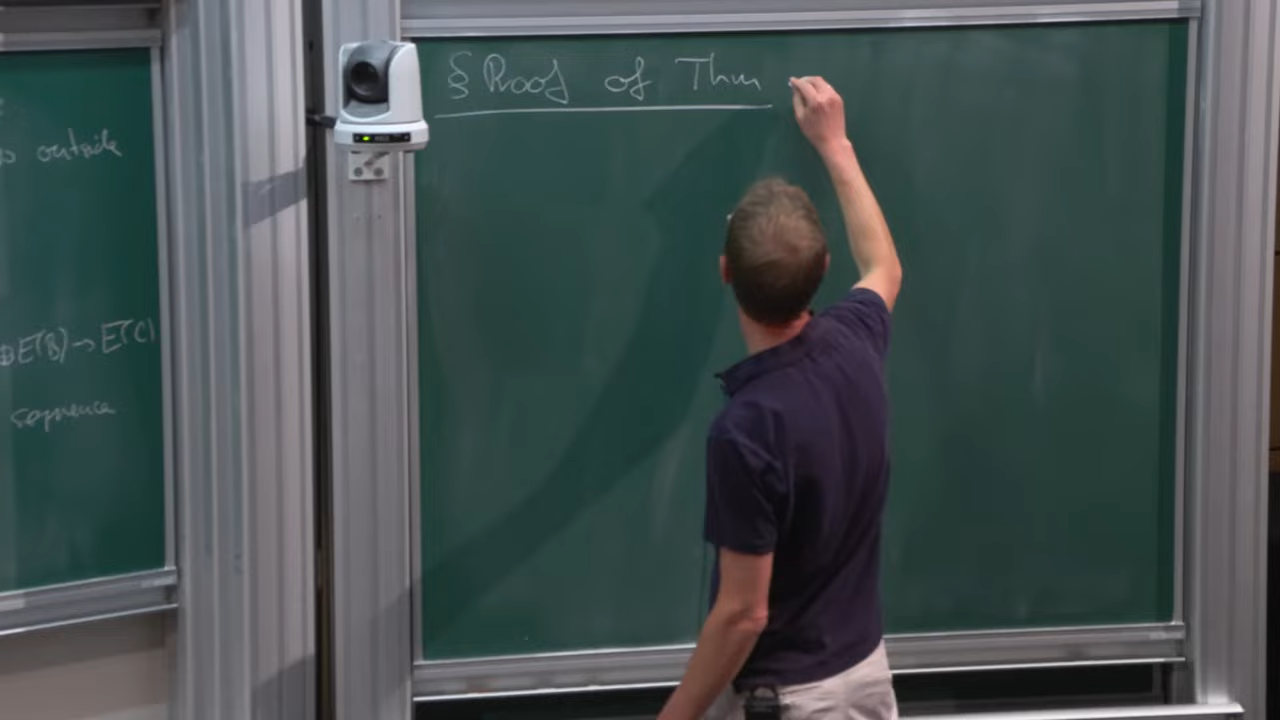 outside
⊕E(B)→E(C)
sequence
§ Proof of Thm